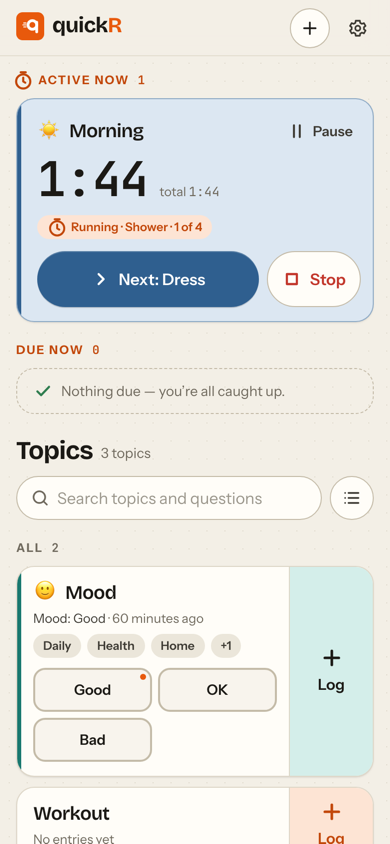 quickR
ACTIVE NOW 1
Morning
Pause
1:44 total 1:44
Running · Shower · 1 of 4
Next: Dress
Stop
DUE NOW 0
Nothing due — you’re all caught up.
Topics 3 topics
Search topics and questions
ALL 2
Mood
Mood: Good · 60 minutes ago
Daily Health Home +1
Log
Good OK
Bad
Workout
No entries yet
Log